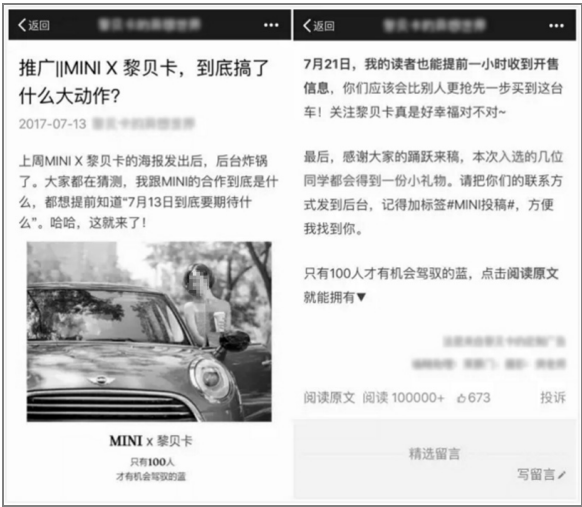 返回
推广||MINI X 黎贝卡，到底搞了
什么大动作？
2017-07-13
上周MINI X 黎贝卡的海报发出后，后台炸锅
了。大家都在猜测，我跟MINI的合作到底是什
么，都想提前知道“7月13日到底要期待什
么”。哈哈，这就来了！
MINI x 黎贝卡
只有100人
才有机会驾驭的蓝
返回
7月21日，我的读者也能提前一小时收到开售
信息，你们应该会比别人更抢先一步买到这台
车！关注黎贝卡真是好幸福对不对~
最后，感谢大家的踊跃来稿，本次入选的几位
同学都会得到一份小礼物。请把你们的联系方
式发到后台，记得加标签#MINI投稿#，方便
我找到你。
只有100人才有机会驾驭的蓝，点击阅读原文
就能拥有▼
阅读原文 阅读 100000+ 673 投诉
精选留言
写留言